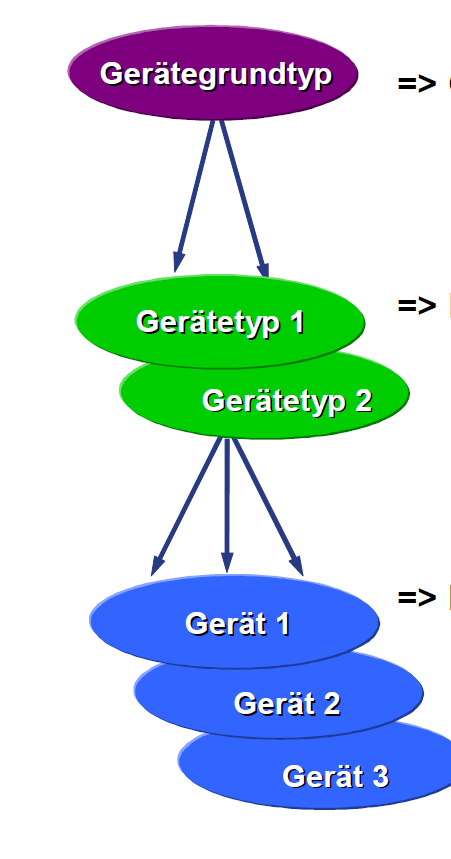 Gerätegrundtyp
=>
Gerätetyp 1
=>
Gerätetyp 2
Gerät 1
=>
Gerät 2
Gerät 3